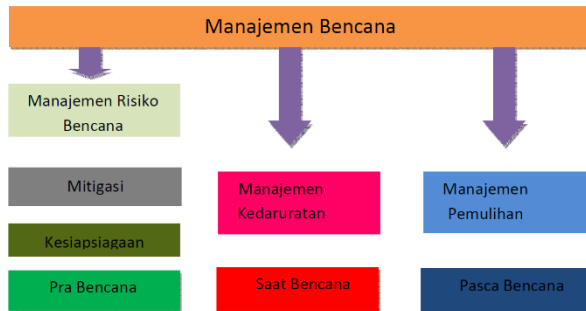 Manajemen Bencana
Manajemen Risiko
Bencana
Mitigasi
Kesiapsiagaan
Pra Bencana
Manajemen
Kedaruratan
Saat Bencana
Manajemen
Pemulihan
Pasca Bencana